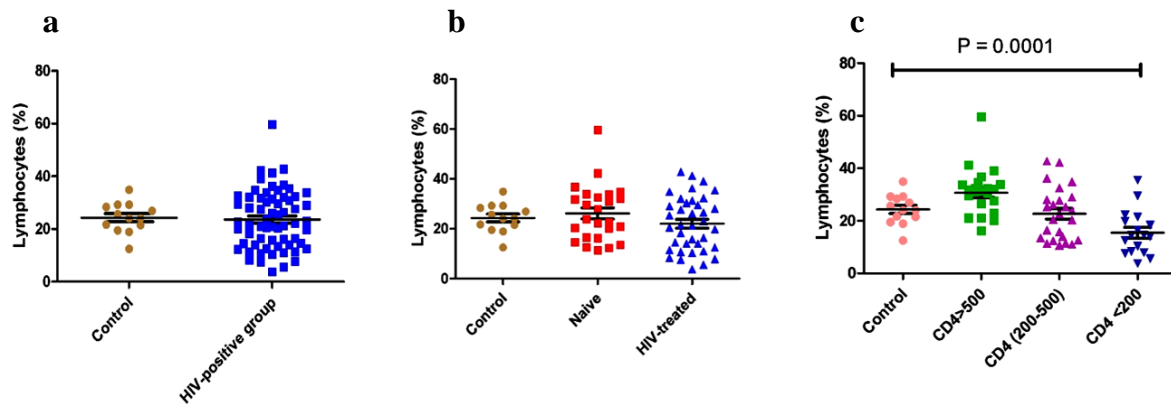 a
b
c
P = 0.0001
Lymphocytes (%)
80
60
40
20
0
Control
HIV-positive group
Lymphocytes (%)
80
60
40
20
0
Control
Naive
HIV-treated
Lymphocytes (%)
80
60
40
20
0
Control
CD4>500
CD4 (200-500)
CD4 <200